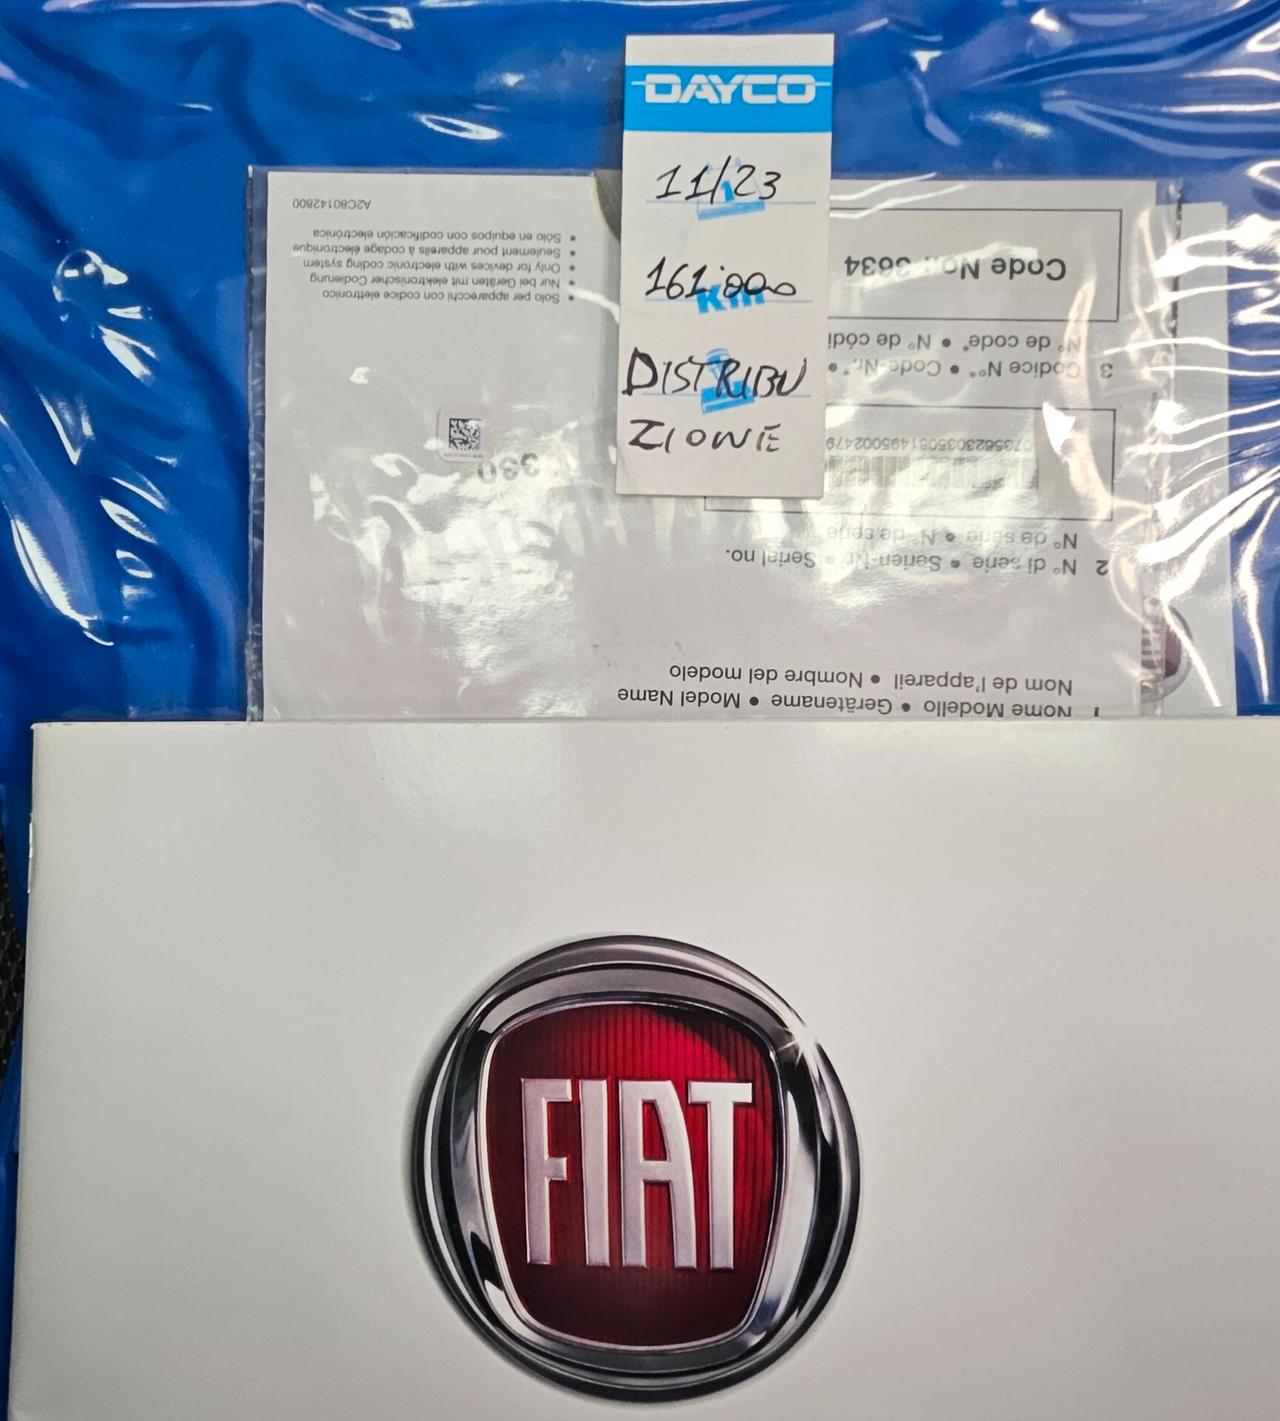 DAYCO
11/23
161.000
Km
DISTRIBU
ZIONE
A2C80142800
• Sólo en equipos con codificación electrónica
• Seulement pour appareils à codage électronique
• Only for devices with electronic coding system
• Nur bei Geräten mit elektronischer Codierung
• Solo per apparecchi con codice elettronico
330
Code No.: 3634
N° de code* • N° de códi
3 Codice N°* • Code-Nr.* •
N° de série • N° de serie
2 N° di serie • Serien-Nr. • Serial no.
Nom de l'appareil • Nombre del modelo
1 Nome Modello • Gerätename • Model Name
FIAT